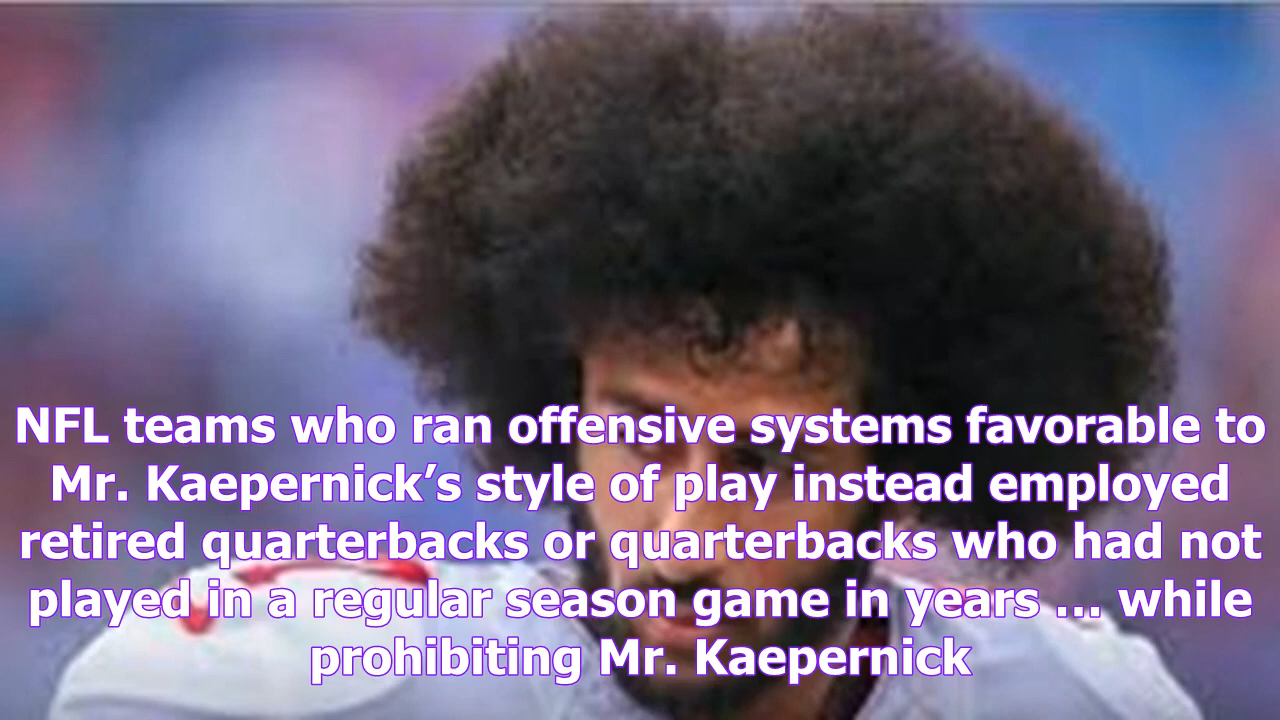 NFL teams who ran offensive systems favorable to
Mr. Kaepernick’s style of play instead employed
retired quarterbacks or quarterbacks who had not
played in a regular season game in years ... while
prohibiting Mr. Kaepernick